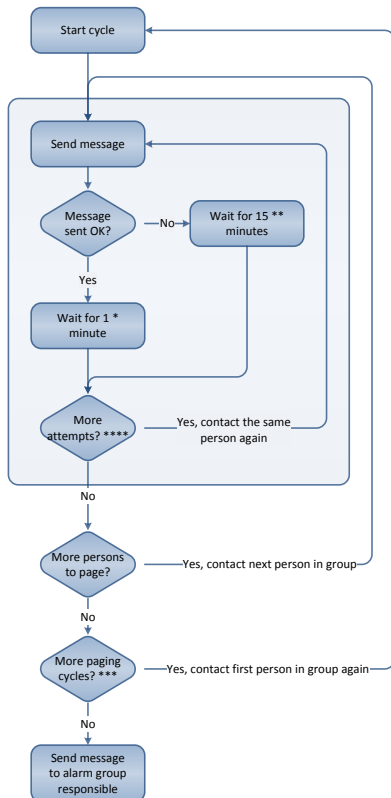 Start cycle
Send message
Message
sent OK?
No
Wait for 15 **
minutes
Yes
Wait for 1 *
minute
More
attempts? ****
Yes, contact the same
person again
No
More persons
to page?
Yes, contact next person in group
No
More paging
cycles? ***
Yes, contact first person in group again
No
Send message
to alarm group
responsible